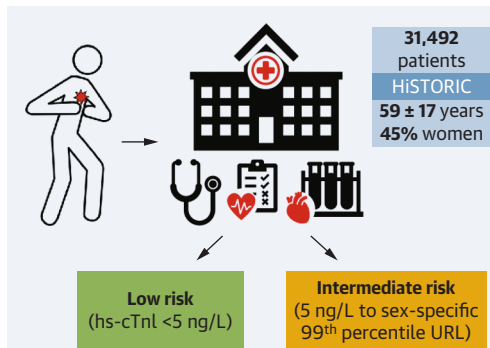 31,492
patients
HiSTORIC
59 ± 17 years
45% women
Low risk
(hs-cTnI <5 ng/L)
Intermediate risk
(5 ng/L to sex-specific
99th percentile URL)